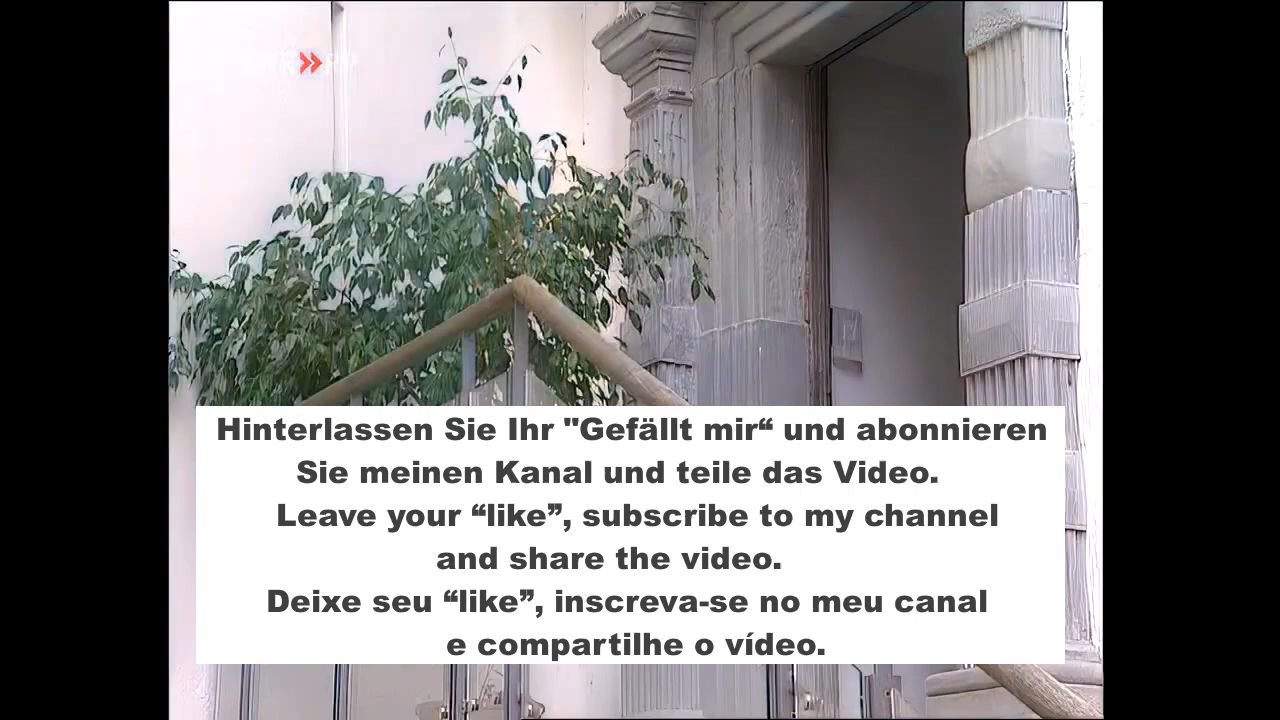 Hinterlassen Sie Ihr "Gefällt mir“ und abonnieren
Sie meinen Kanal und teile das Video.
Leave your “like”, subscribe to my channel
and share the video.
Deixe seu “like”, inscreva-se no meu canal
e compartilhe o vídeo.